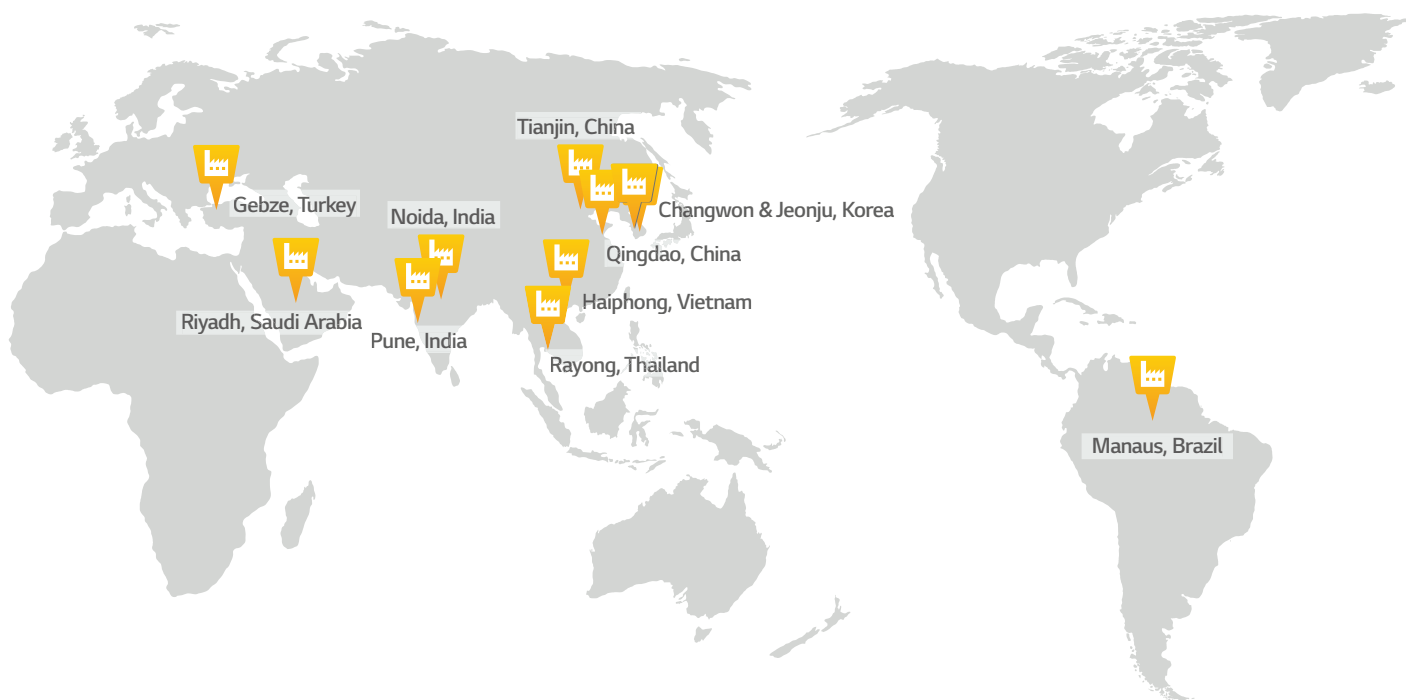 Tianjin, China
Gebze, Turkey
Noida, India
Changwon & Jeonju, Korea
Qingdao, China
Haiphong, Vietnam
Riyadh, Saudi Arabia
Pune, India
Rayong, Thailand
Manaus, Brazil